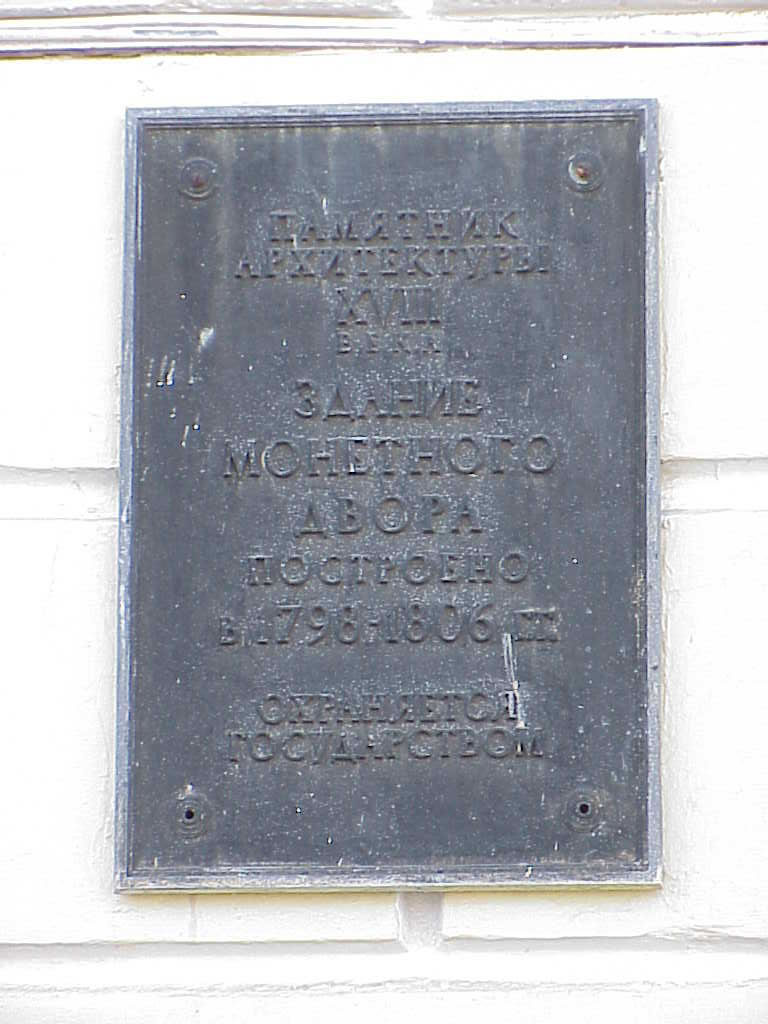 ПАМЯТНИК
АРХИТЕКТУРЫ
XVIII
ВЕКА
ЗДАНИЕ
МОНЕТНОГО
ДВОРА
ПОСТРОЕНО
В 1798-1806 ГГ
ОХРАНЯЕТСЯ
ГОСУДАРСТВОМ